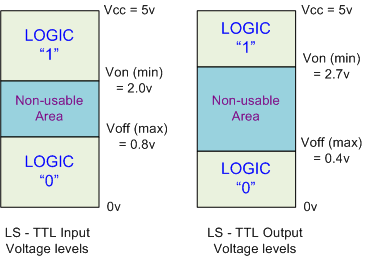 Vcc = 5v
LOGIC
"1"
Von (min)
= 2.0v
Non-usable
Area
Voff (max)
= 0.8v
LOGIC
"0"
0v
LS - TTL Input
Voltage levels
Vcc = 5v
LOGIC
"1"
Von (min)
= 2.7v
Non-usable
Area
Voff (max)
= 0.4v
LOGIC
"0"
0v
LS - TTL Output
Voltage levels